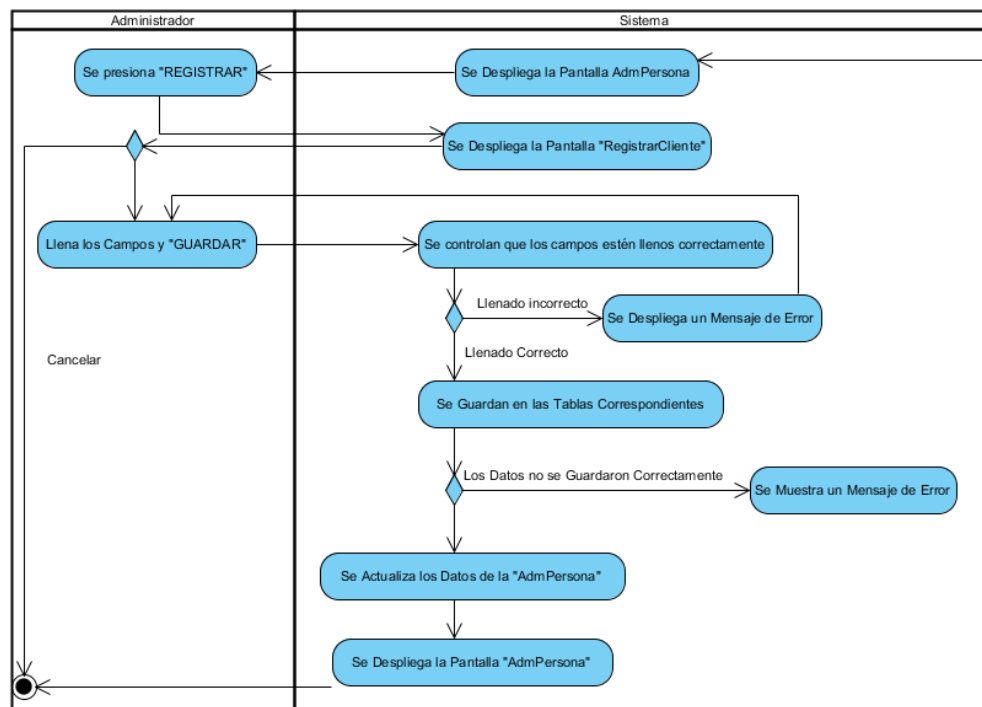 Administrador
Sistema
Se presiona "REGISTRAR"
Se Despliega la Pantalla AdmPersona
Se Despliega la Pantalla "RegistrarCliente"
Llena los Campos y "GUARDAR"
Se controlan que los campos estén llenos correctamente
Llenado incorrecto
Se Despliega un Mensaje de Error
Cancelar
Llenado Correcto
Se Guardan en las Tablas Correspondientes
Los Datos no se Guardaron Correctamente
Se Muestra un Mensaje de Error
Se Actualiza los Datos de la "AdmPersona"
Se Despliega la Pantalla "AdmPersona"